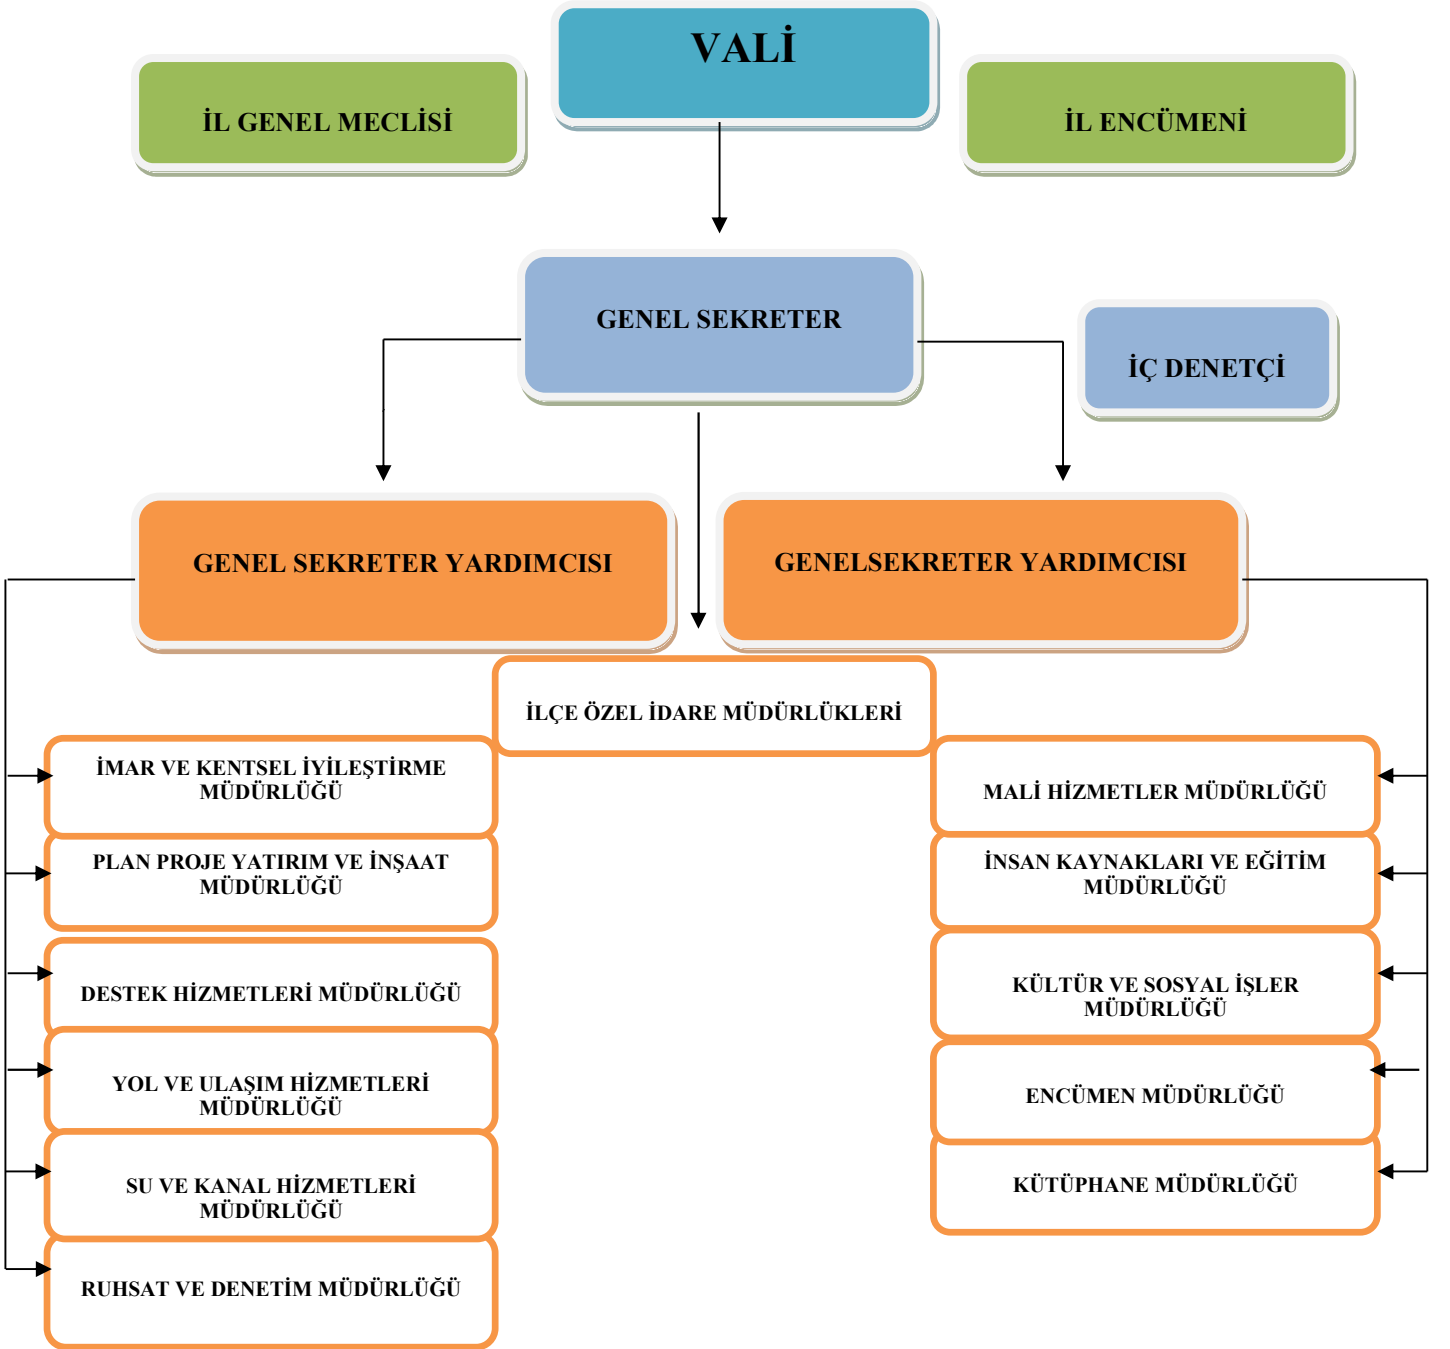 VALİ
İL GENEL MECLİSİ
İL ENCÜMENİ
GENEL SEKRETER
İÇ DENETÇİ
GENEL SEKRETER YARDIMCISI
GENELSEKRETER YARDIMCISI
İLÇE ÖZEL İDARE MÜDÜRLÜKLERİ
İMAR VE KENTSEL İYİLEŞTİRME
MÜDÜRLÜĞÜ
PLAN PROJE YATIRIM VE İNŞAAT
MÜDÜRLÜĞÜ
DESTEK HİZMETLERİ MÜDÜRLÜĞÜ
YOL VE ULAŞIM HİZMETLERİ
MÜDÜRLÜĞÜ
SU VE KANAL HİZMETLERİ
MÜDÜRLÜĞÜ
RUHSAT VE DENETİM MÜDÜRLÜĞÜ
MALİ HİZMETLER MÜDÜRLÜĞÜ
İNSAN KAYNAKLARI VE EĞİTİM
MÜDÜRLÜĞÜ
KÜLTÜR VE SOSYAL İŞLER
MÜDÜRLÜĞÜ
ENCÜMEN MÜDÜRLÜĞÜ
KÜTÜPHANE MÜDÜRLÜĞÜ